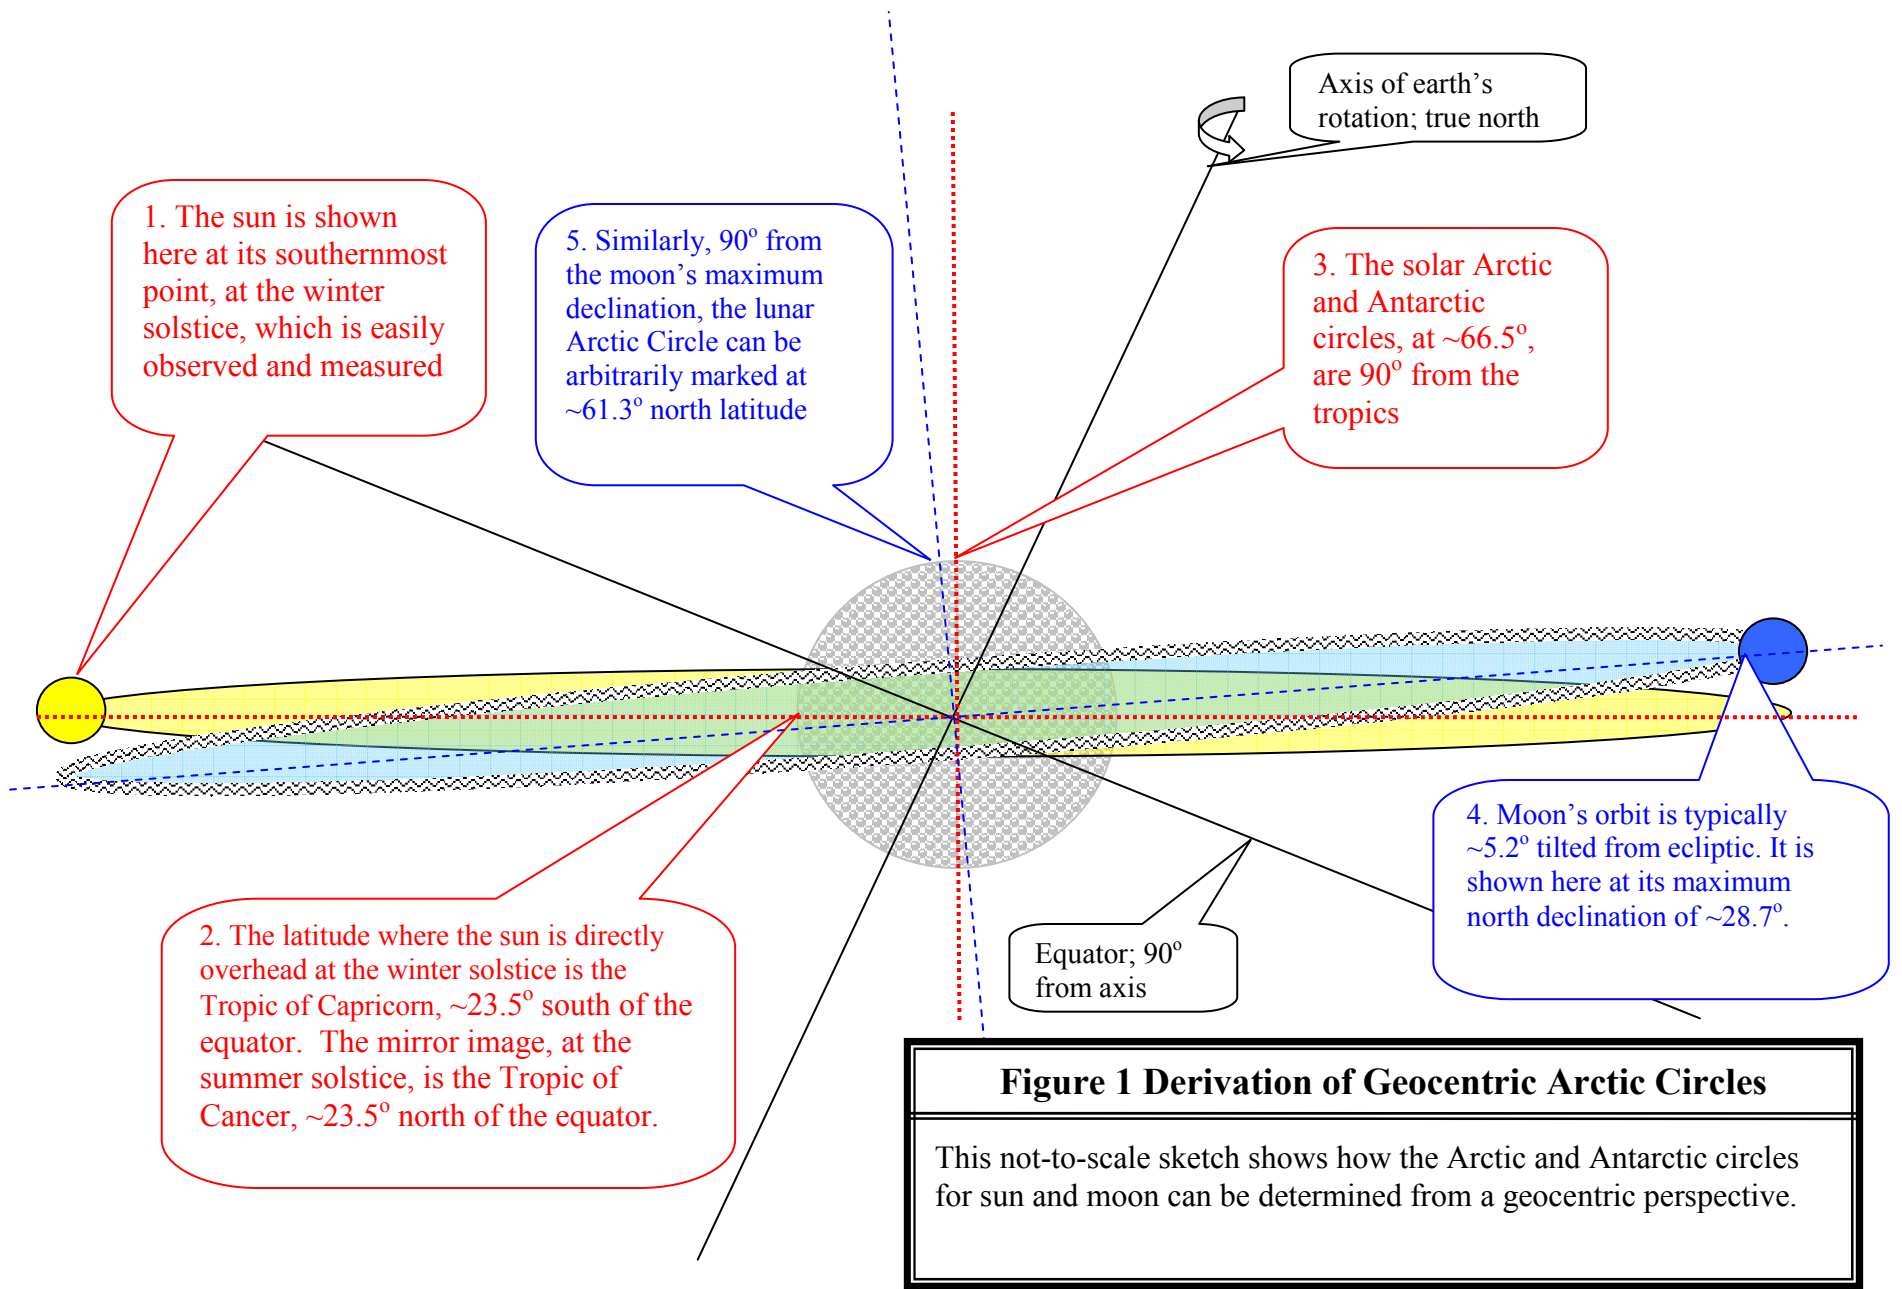 Axis of earth's
rotation; true north
1. The sun is shown
here at its southernmost
point, at the winter
solstice, which is easily
observed and measured
5. Similarly, 90° from
the moon's maximum
declination, the lunar
Arctic Circle can be
arbitrarily marked at
~61.3° north latitude
3. The solar Arctic
and Antarctic
circles, at ~66.5°,
are 90° from the
tropics
4. Moon's orbit is typically
~5.2° tilted from ecliptic. It is
shown here at its maximum
north declination of ~28.7°.
2. The latitude where the sun is directly
overhead at the winter solstice is the
Tropic of Capricorn, ~23.5° south of the
equator.  The mirror image, at the
summer solstice, is the Tropic of
Cancer, ~23.5° north of the equator.
Equator; 90°
from axis
Figure 1 Derivation of Geocentric Arctic Circles
This not-to-scale sketch shows how the Arctic and Antarctic circles
for sun and moon can be determined from a geocentric perspective.